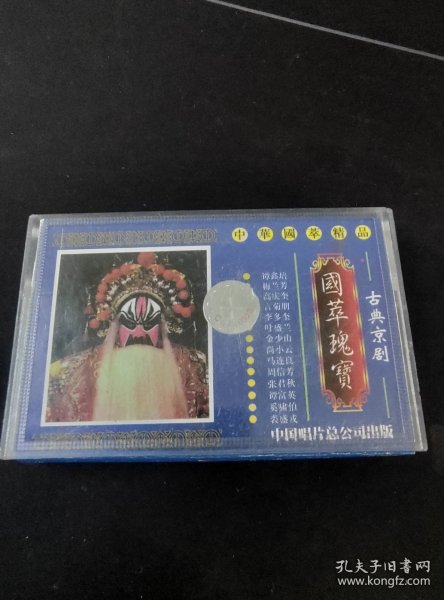 中華國萃精品
國萃瑰寶
古典京剧
谭鑫培
梅兰芳
高庆奎
言菊朋
李多奎
叶盛兰
金少山
尚小云
马连良
周信芳
张君秋
谭富英
奚啸伯
裘盛戎
中国唱片总公司出版
孔夫子旧书网
www.kongfz.com